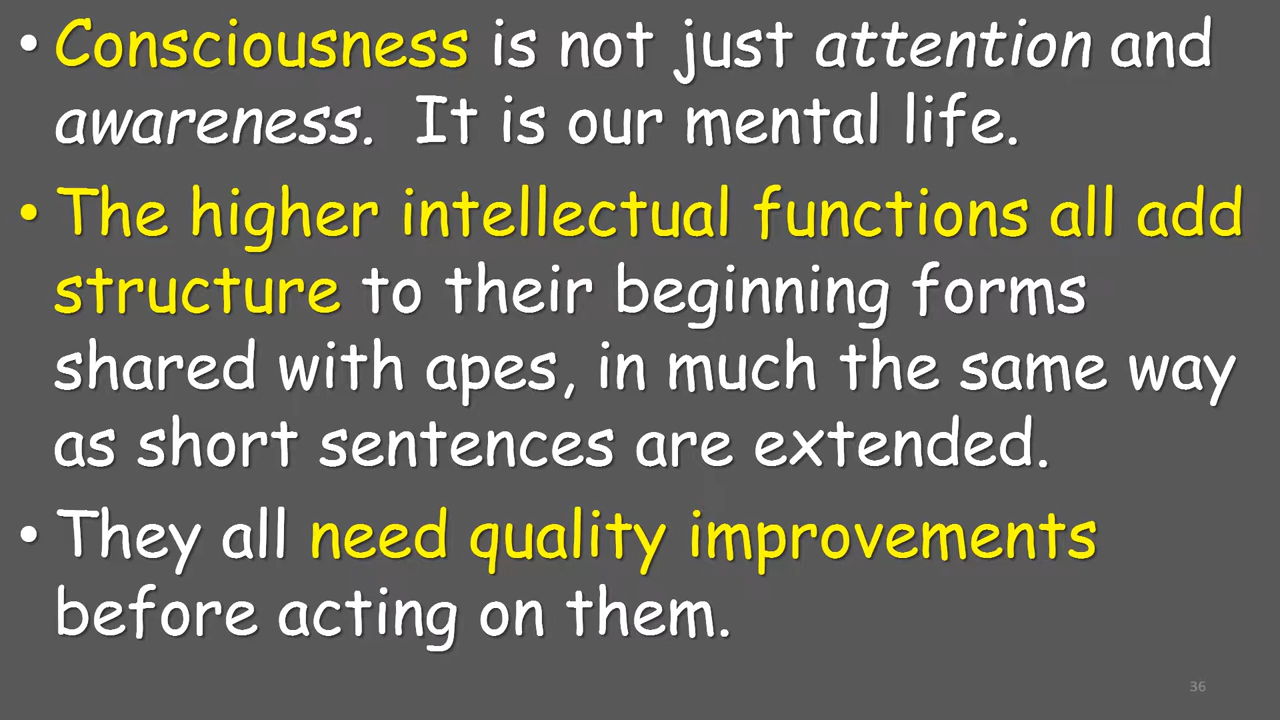 • Consciousness is not just attention and
awareness.  It is our mental life.
• The higher intellectual functions all add
structure to their beginning forms
shared with apes, in much the same way
as short sentences are extended.
• They all need quality improvements
before acting on them.
36